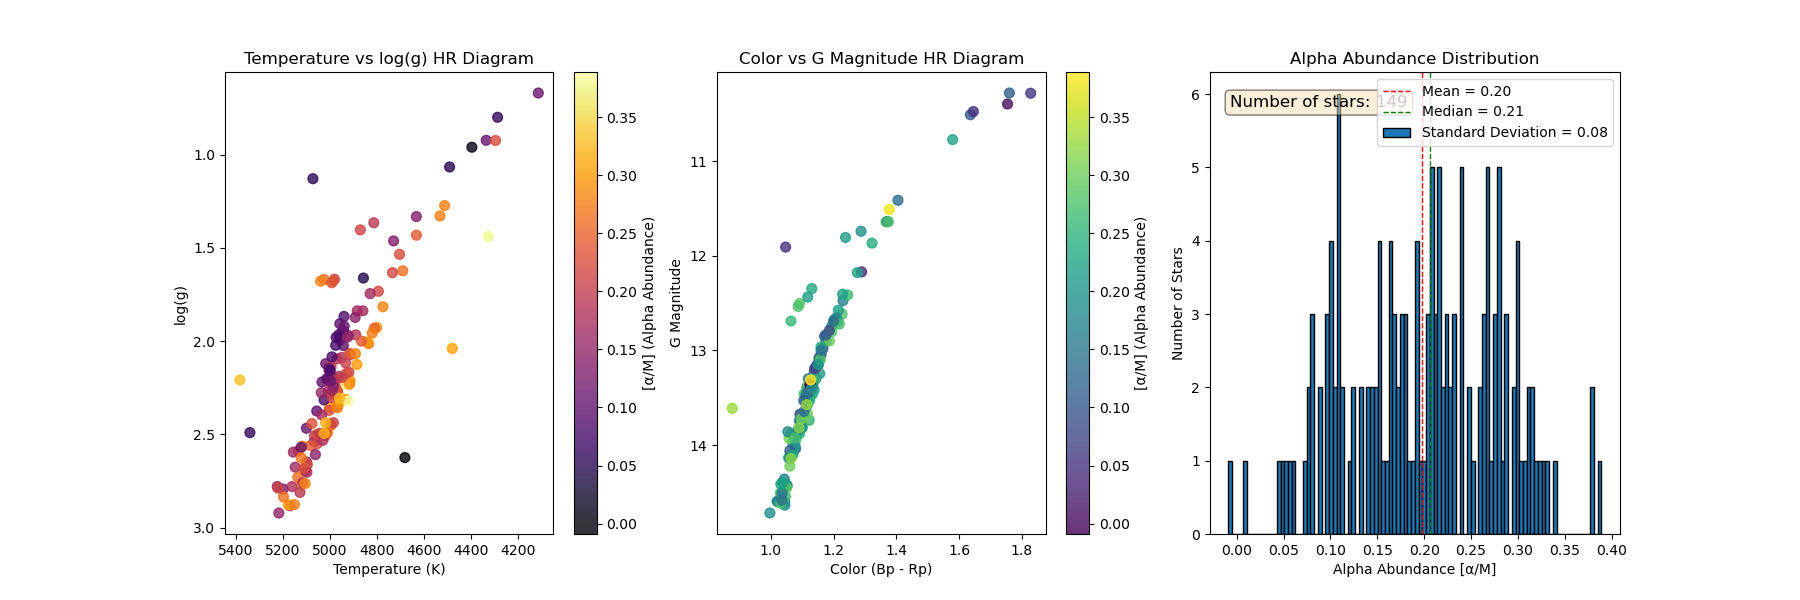 Temperature vs log(g) HR Diagram
log(g)
1.0
1.5
2.0
2.5
3.0
5400 5200 5000 4800 4600 4400 4200
Temperature (K)
0.35
0.30
0.25
0.20
0.15
0.10
0.05
0.00
[α/M] (Alpha Abundance)
Color vs G Magnitude HR Diagram
G Magnitude
11
12
13
14
1.0 1.2 1.4 1.6 1.8
Color (Bp - Rp)
0.35
0.30
0.25
0.20
0.15
0.10
0.05
0.00
[α/M] (Alpha Abundance)
Alpha Abundance Distribution
Number of Stars
6
5
4
3
2
1
0
Number of stars: 149
Mean = 0.20
Median = 0.21
Standard Deviation = 0.08
0.00 0.05 0.10 0.15 0.20 0.25 0.30 0.35 0.40
Alpha Abundance [α/M]